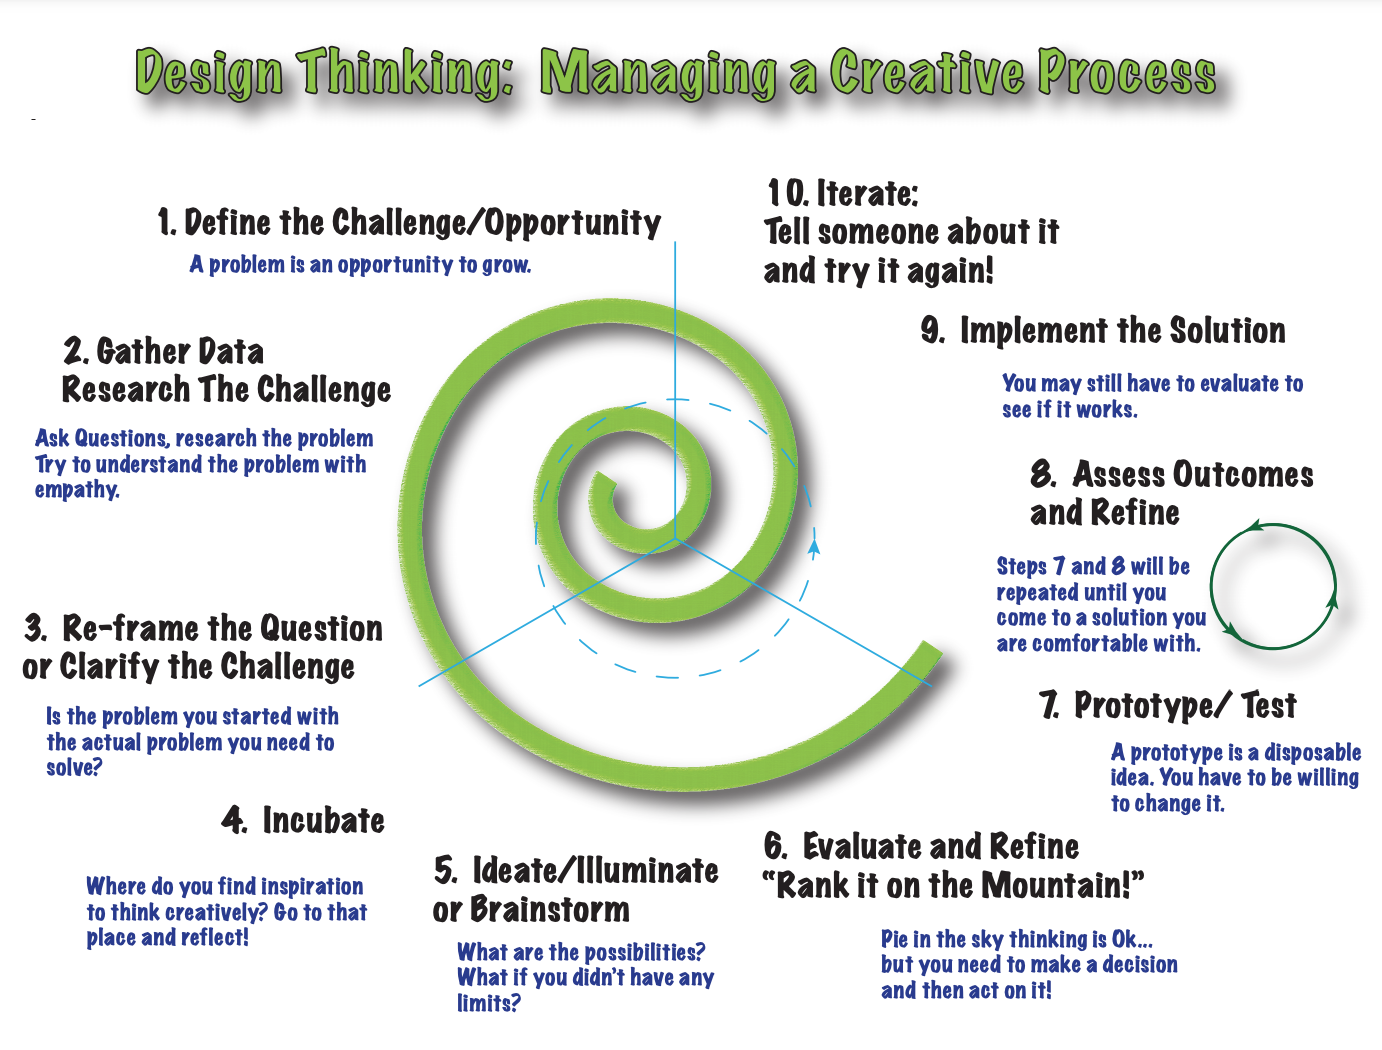 Design Thinking: Managing a Creative Process
1. Define the Challenge/Opportunity
A problem is an opportunity to grow.
2. Gather Data
Research The Challenge
Ask Questions, research the problem
Try to understand the problem with
empathy.
3. Re-frame the Question
or Clarify the Challenge
Is the problem you started with
the actual problem you need to
solve?
4. Incubate
Where do you find inspiration
to think creatively? Go to that
place and reflect!
5. Ideate/Illuminate
or Brainstorm
What are the possibilities?
What if you didn't have any
limits?
6. Evaluate and Refine
“Rank it on the Mountain!”
Pie in the sky thinking is Ok...
but you need to make a decision
and then act on it!
7. Prototype/ Test
A prototype is a disposable
idea. You have to be willing
to change it.
8. Assess Outcomes
and Refine
Steps 7 and 8 will be
repeated until you
come to a solution you
are comfortable with.
9. Implement the Solution
You may still have to evaluate to
see if it works.
10. Iterate:
Tell someone about it
and try it again!